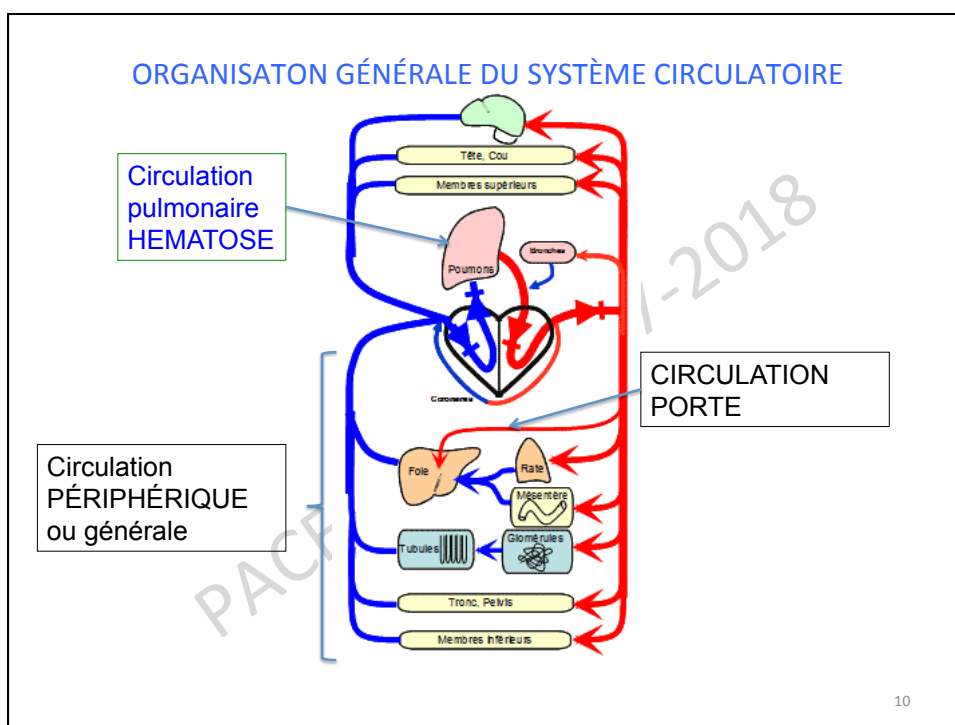 ORGANISATON GÉNÉRALE DU SYSTÈME CIRCULATOIRE
Tête, Cou
Circulation
pulmonaire
HEMATOSE
Membres supérieurs
Bronches
Poumons
CIRCULATION
PORTE
Coronaires
Circulation
PÉRIPHÉRIQUE
ou générale
Foie
Rate
Mésentère
Tubules
Glomérules
Tronc, Pelvis
Membres Inférieurs
-2018
10